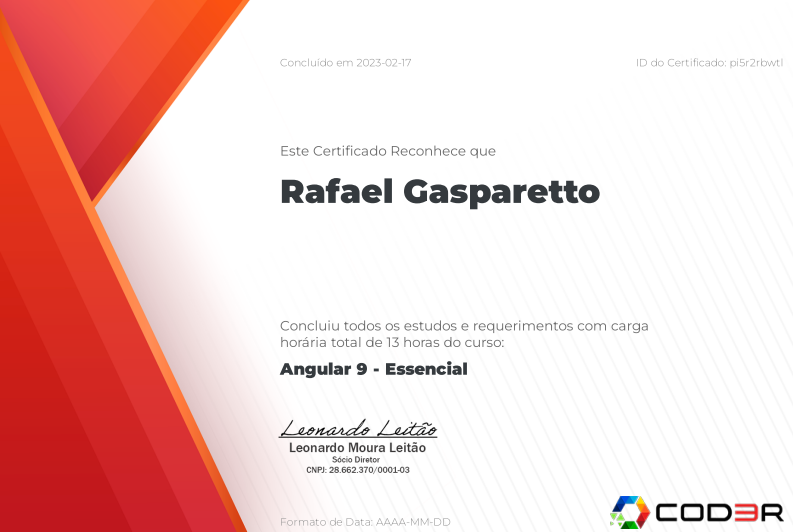 Concluído em 2023-02-17
ID do Certificado: pi5r2rbwtl
Este Certificado Reconhece que
Rafael Gasparetto
Concluiu todos os estudos e requerimentos com carga
horária total de 13 horas do curso:
Angular 9 - Essencial
Leonardo Leitão
Leonardo Moura Leitão
Sócio Diretor
CNPJ: 28.662.370/0001-03
Formato de Data: AAAA-MM-DD
COD3R